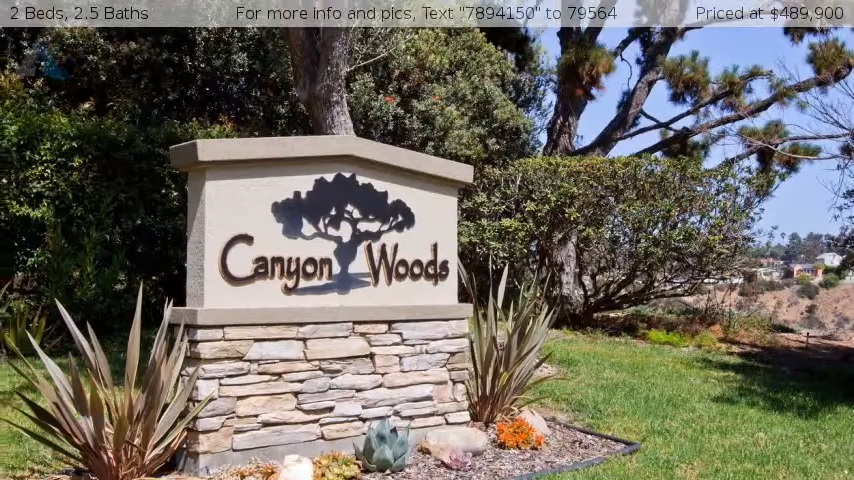 2 Beds, 2.5 Baths For more info and pics, Text "7894150" to 79564 Priced at $489,900
Canyon Woods